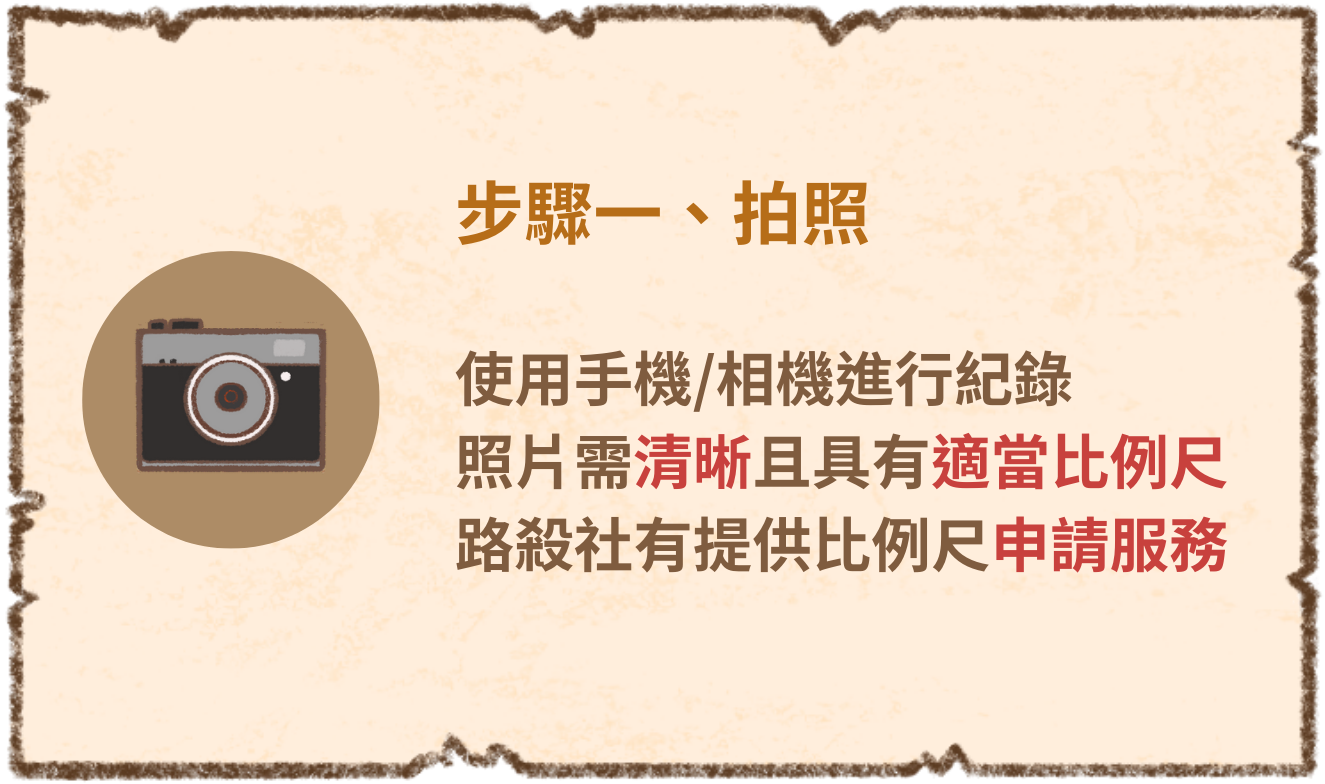 步驟一、拍照
使用手機/相機進行紀錄
照片需清晰且具有適當比例尺
路殺社有提供比例尺申請服務